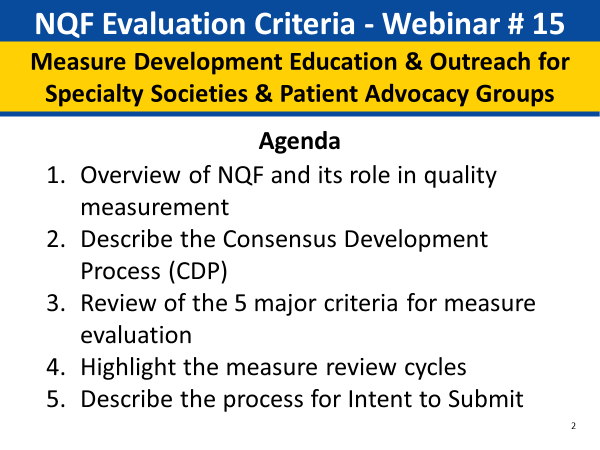 NQF Evaluation Criteria - Webinar # 15
Measure Development Education & Outreach for
Specialty Societies & Patient Advocacy Groups
Agenda
1. Overview of NQF and its role in quality
measurement
2. Describe the Consensus Development
Process (CDP)
3. Review of the 5 major criteria for measure
evaluation
4. Highlight the measure review cycles
5. Describe the process for Intent to Submit
2